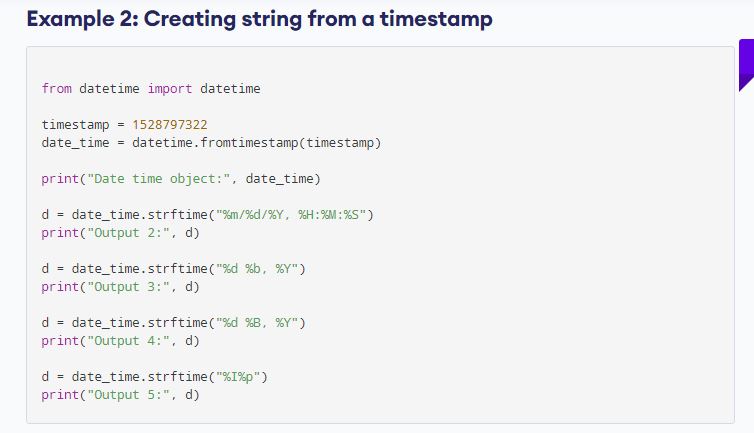 Example 2: Creating string from a timestamp
from datetime import datetime
timestamp = 1528797322
date_time = datetime.fromtimestamp(timestamp)
print("Date time object:", date_time)
d = date_time.strftime("%m/%d/%Y, %H:%M:%S")
print("Output 2:", d)
d = date_time.strftime("%d %b, %Y")
print("Output 3:", d)
d = date_time.strftime("%d %B, %Y")
print("Output 4:", d)
d = date_time.strftime("%I%p")
print("Output 5:", d)